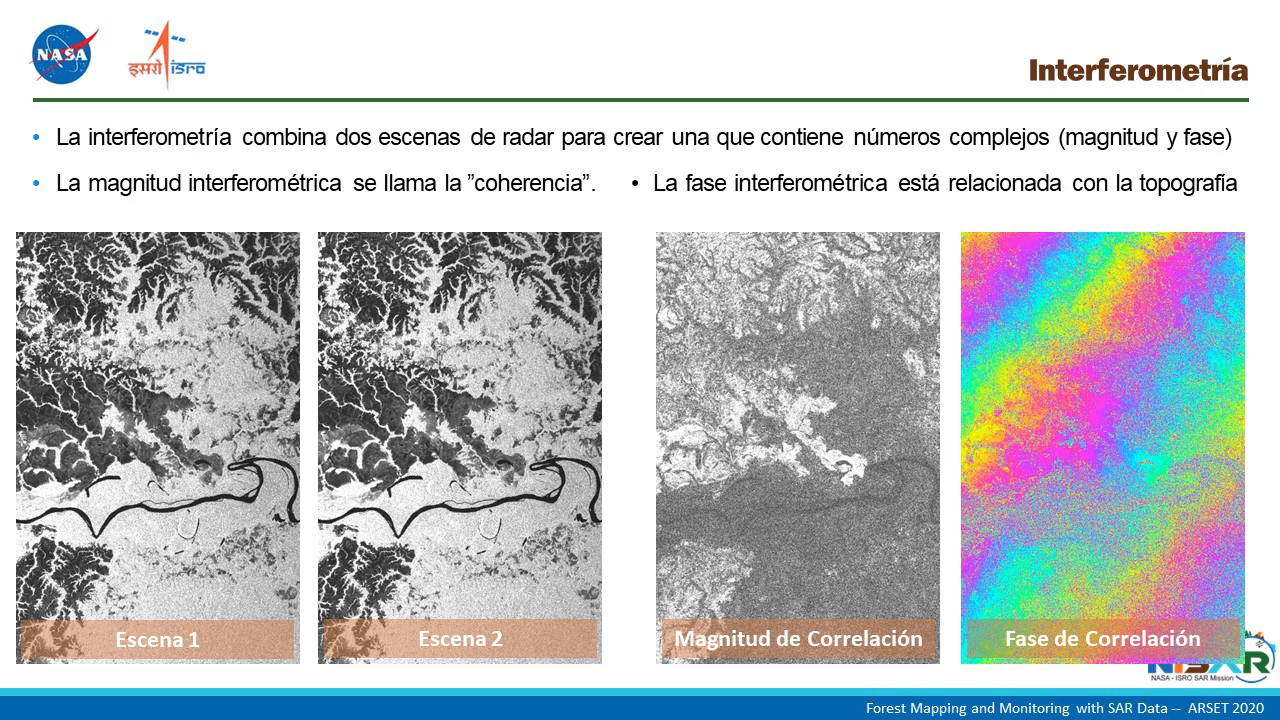 NASA
इसरो isro
Interferometría
• La interferometría combina dos escenas de radar para crear una que contiene números complejos (magnitud y fase)
• La magnitud interferométrica se llama la ”coherencia”.
• La fase interferométrica está relacionada con la topografía
Escena 1
Escena 2
Magnitud de Correlación
Fase de Correlación
NISAR
NASA - ISRO SAR Mission
Forest Mapping and Monitoring with SAR Data -- ARSET 2020